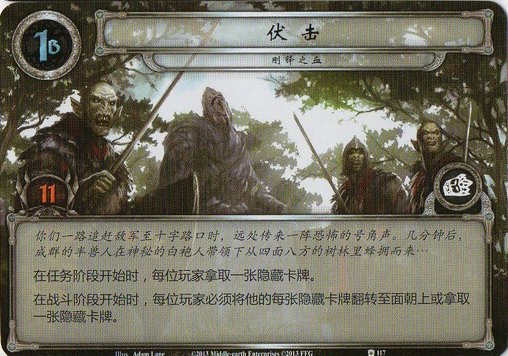 1B
伏击
刚铎之血
11
你们一路追赶敌军至十字路口时，远处传来一阵恐怖的号角声。几分钟后，
成群的半兽人在神秘的白袍人带领下从四面八方的树林里蜂拥而来…
在任务阶段开始时，每位玩家拿取一张隐藏卡牌。
在战斗阶段开始时，每位玩家必须将他的每张隐藏卡牌翻转至面朝上或拿取
一张隐藏卡牌。
Illus. Adam Lane ©2013 Middle-earth Enterprises ©2013 FFG 117